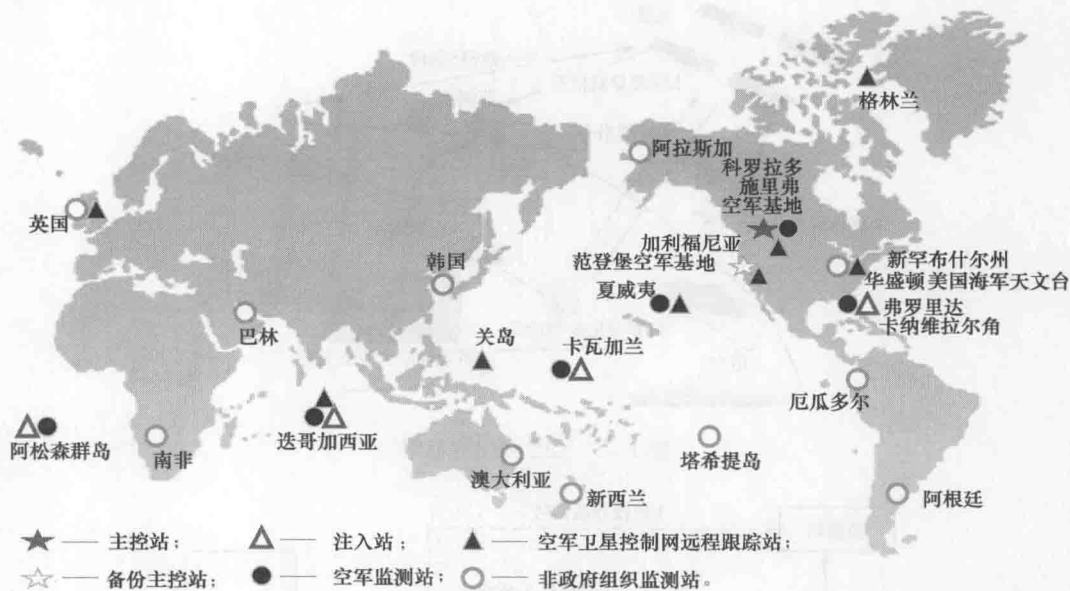 格林兰
阿拉斯加
科罗拉多
施里弗
空军基地
英国
加利福尼亚
范登堡空军基地
韩国
新罕布什尔州
华盛顿美国海军天文台
夏威夷
弗罗里达
卡纳维拉尔角
巴林
关岛
卡瓦加兰
厄瓜多尔
阿松森群岛
南非
迭哥加西亚
澳大利亚
塔希提岛
新西兰
阿根廷
——主控站； ——注入站； ——空军卫星控制网远程跟踪站；
——备份主控站； ——空军监测站； ——非政府组织监测站。